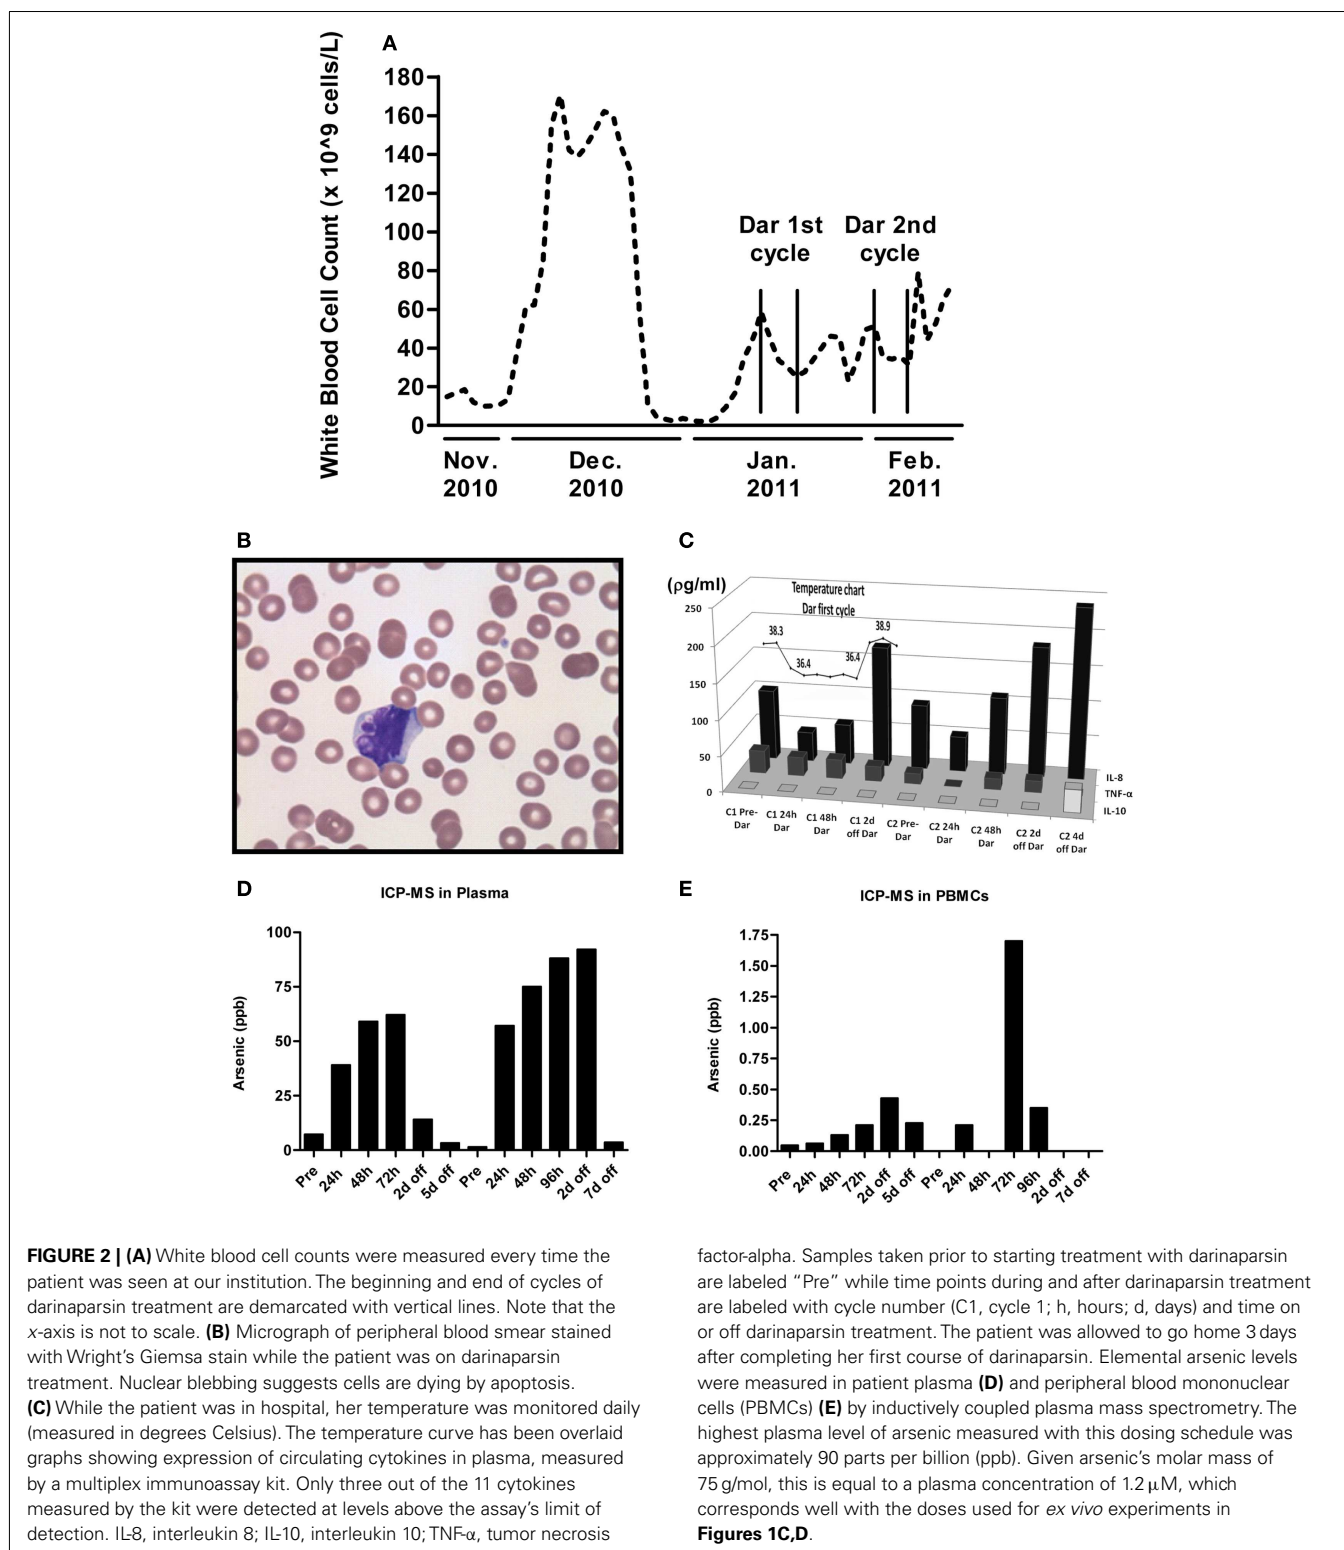 A
White Blood Cell Count (x 10^9 cells/L)
180
160
140
120
100
80
60
40
20
0
Dar 1st
cycle
Dar 2nd
cycle
Nov.
2010
Dec.
2010
Jan.
2011
Feb.
2011
B
C
(ρg/ml)
Temperature chart
Dar first cycle
250
200
150
100
50
0
38.3
36.4
36.4
38.9
IL-8
TNF-α
IL-10
C1 Pre-
Dar
C1 24h
Dar
C1 48h
Dar
C1 2d
off Dar
C2 Pre-
Dar
C2 24h
Dar
C2 48h
Dar
C2 2d
off Dar
C2 4d
off Dar
D
ICP-MS in Plasma
Arsenic (ppb)
100
75
50
25
0
Pre
24h
48h
72h
2d off
5d off
Pre
24h
48h
96h
2d off
7d off
E
ICP-MS in PBMCs
Arsenic (ppb)
1.75
1.50
1.25
1.00
0.75
0.50
0.25
0.00
Pre
24h
48h
72h
2d off
5d off
Pre
24h
48h
72h
96h
2d off
7d off
FIGURE 2 | (A) White blood cell counts were measured every time the
patient was seen at our institution. The beginning and end of cycles of
darinaparsin treatment are demarcated with vertical lines. Note that the
x-axis is not to scale. (B) Micrograph of peripheral blood smear stained
with Wright's Giemsa stain while the patient was on darinaparsin
treatment. Nuclear blebbing suggests cells are dying by apoptosis.
(C) While the patient was in hospital, her temperature was monitored daily
(measured in degrees Celsius). The temperature curve has been overlaid
graphs showing expression of circulating cytokines in plasma, measured
by a multiplex immunoassay kit. Only three out of the 11 cytokines
measured by the kit were detected at levels above the assay's limit of
detection. IL-8, interleukin 8; IL-10, interleukin 10; TNF-α, tumor necrosis
factor-alpha. Samples taken prior to starting treatment with darinaparsin
are labeled "Pre" while time points during and after darinaparsin treatment
are labeled with cycle number (C1, cycle 1; h, hours; d, days) and time on
or off darinaparsin treatment. The patient was allowed to go home 3 days
after completing her first course of darinaparsin. Elemental arsenic levels
were measured in patient plasma (D) and peripheral blood mononuclear
cells (PBMCs) (E) by inductively coupled plasma mass spectrometry. The
highest plasma level of arsenic measured with this dosing schedule was
approximately 90 parts per billion (ppb). Given arsenic's molar mass of
75 g/mol, this is equal to a plasma concentration of 1.2 μM, which
corresponds well with the doses used for ex vivo experiments in
Figures 1C,D.